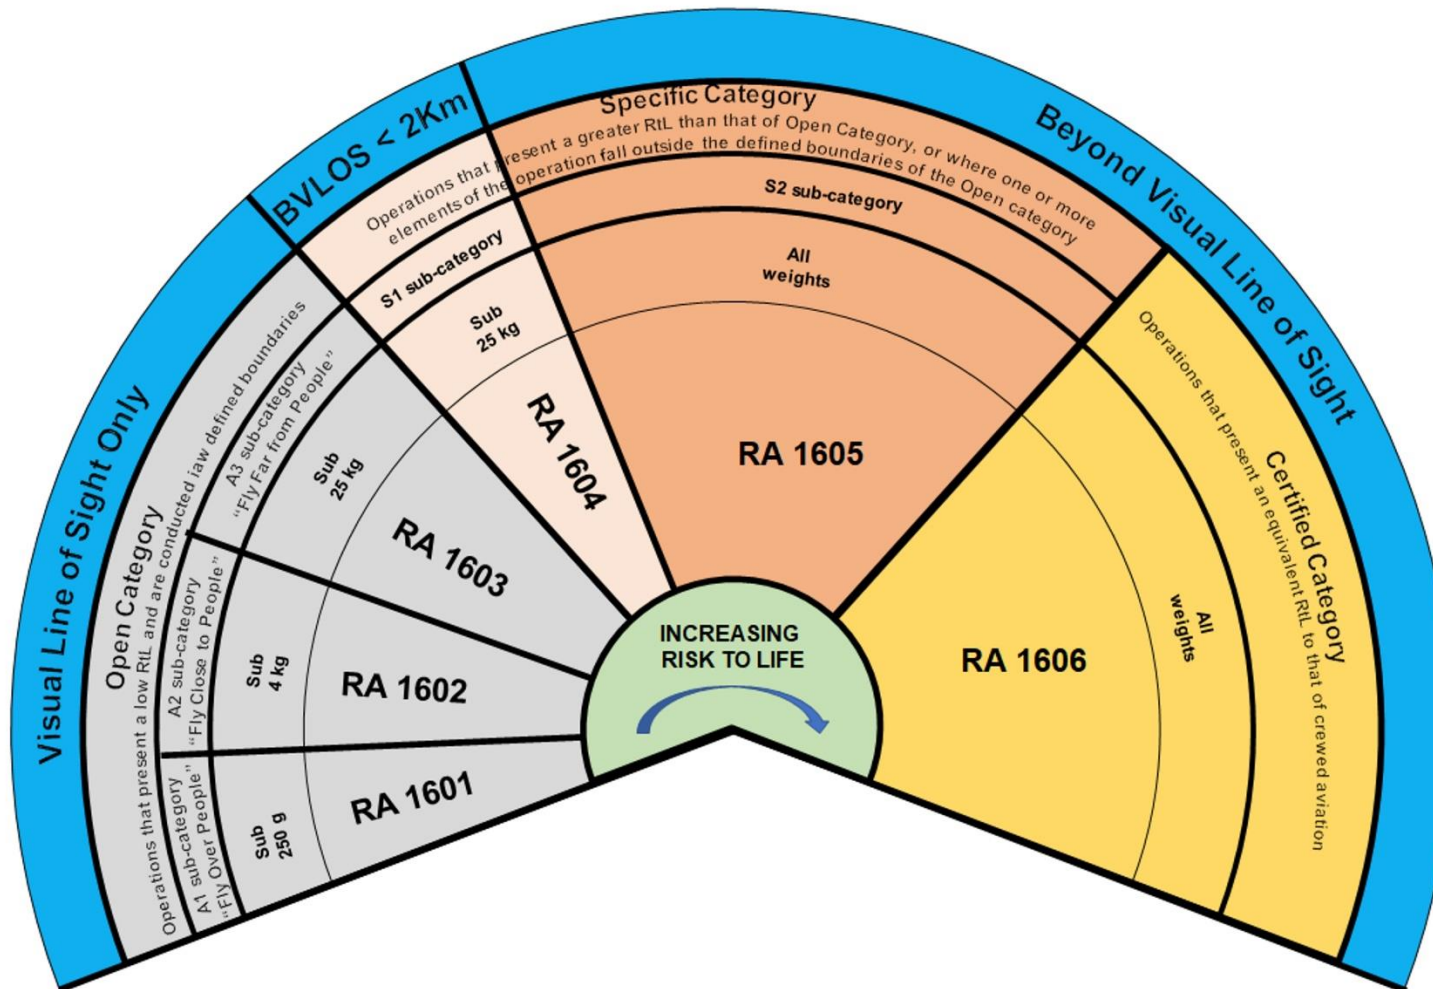 Visual Line of Sight Only
BVLOS < 2Km
Beyond Visual Line of Sight
Open Category
Operations that present a low RtL and are conducted iaw defined boundaries
A1 sub-category
“Fly Over People”
Sub
250 g
RA 1601
A2 sub-category
“Fly Close to People”
Sub
4 kg
RA 1602
A3 sub-category
“Fly Far from People”
Sub
25 kg
RA 1603
Specific Category
Operations that present a greater RtL than that of Open Category, or where one or more
elements of the operation fall outside the defined boundaries of the Open category
S1 sub-category
Sub
25 kg
RA 1604
S2 sub-category
All
weights
RA 1605
Certified Category
Operations that present an equivalent RtL to that of crewed aviation
All
weights
RA 1606
INCREASING
RISK TO LIFE